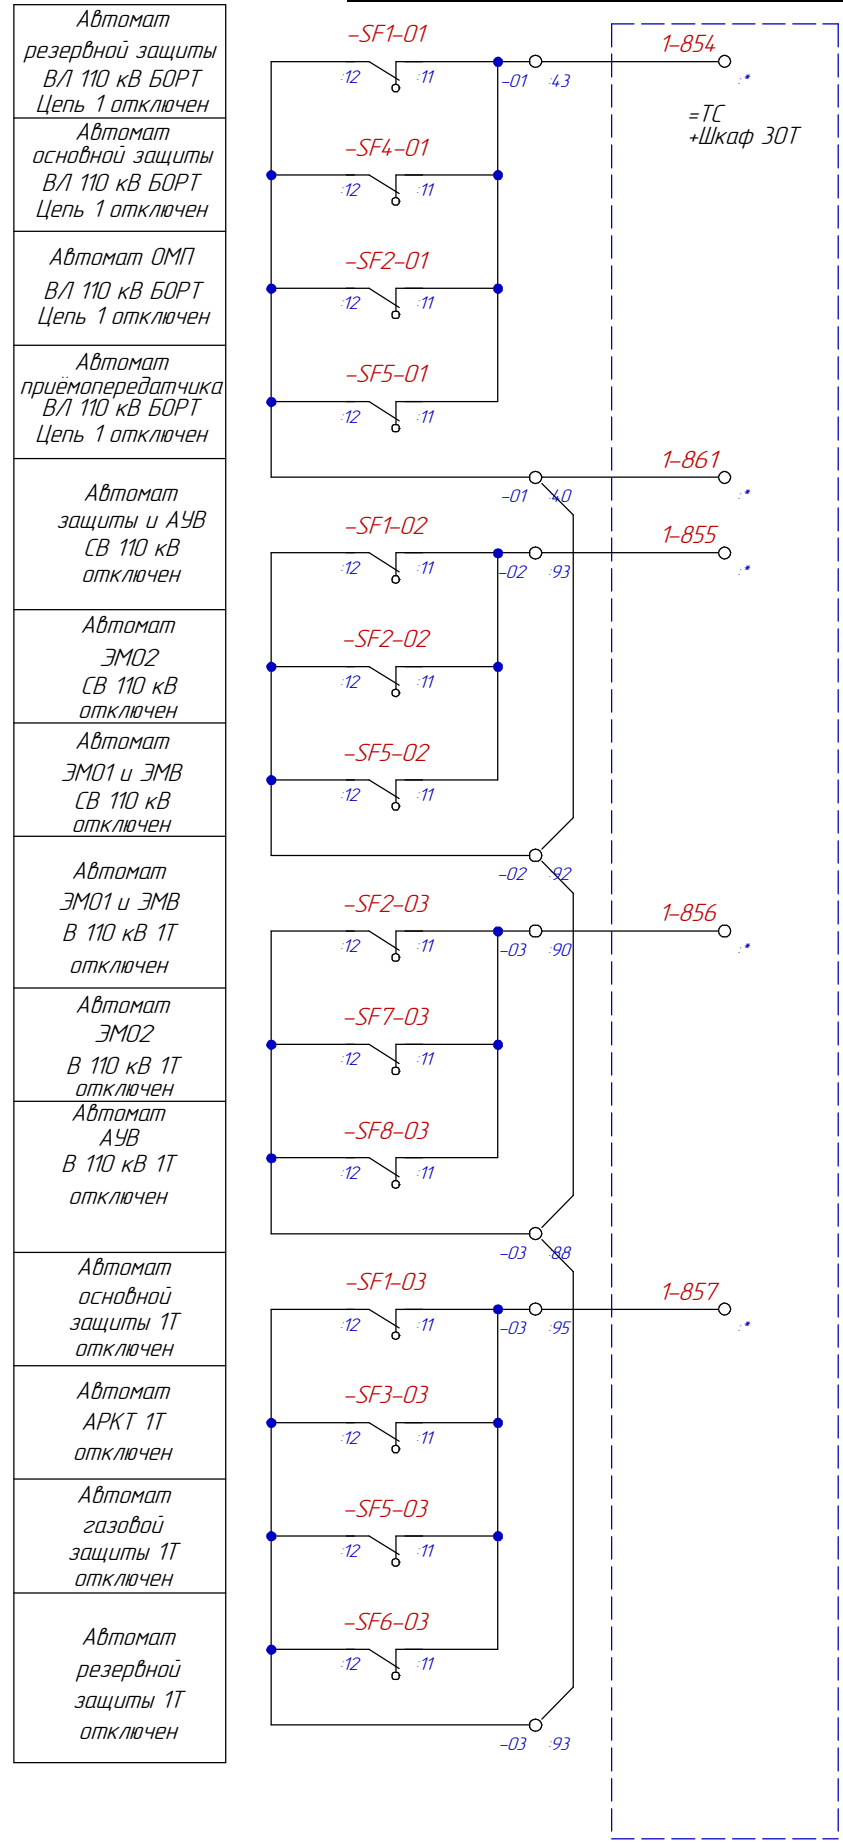 Автомат
резервной защиты
ВЛ 110 кВ БОРТ
Цепь 1 отключен
-SF1-01
:12 :11
-01 :43
1-854
:*
=ТС
+Шкаф 30Т
Автомат
основной защиты
ВЛ 110 кВ БОРТ
Цепь 1 отключен
-SF4-01
:12 :11
Автомат ОМП
ВЛ 110 кВ БОРТ
Цепь 1 отключен
-SF2-01
:12 :11
Автомат
приёмопередатчика
ВЛ 110 кВ БОРТ
Цепь 1 отключен
-SF5-01
:12 :11
1-861
-01 :40
:*
Автомат
защиты и АУВ
СВ 110 кВ
отключен
-SF1-02
:12 :11
-02 :93
1-855
:*
Автомат
ЭМО2
СВ 110 кВ
отключен
-SF2-02
:12 :11
Автомат
ЭМО1 и ЭМВ
СВ 110 кВ
отключен
-SF5-02
:12 :11
-02 :92
Автомат
ЭМО1 и ЭМВ
В 110 кВ 1Т
отключен
-SF2-03
:12 :11
-03 :90
1-856
:*
Автомат
ЭМО2
В 110 кВ 1Т
отключен
-SF7-03
:12 :11
Автомат
АУВ
В 110 кВ 1Т
отключен
-SF8-03
:12 :11
-03 :88
Автомат
основной
защиты 1Т
отключен
-SF1-03
:12 :11
-03 :95
1-857
:*
Автомат
АРКТ 1Т
отключен
-SF3-03
:12 :11
Автомат
газовой
защиты 1Т
отключен
-SF5-03
:12 :11
Автомат
резервной
защиты 1Т
отключен
-SF6-03
:12 :11
-03 :93